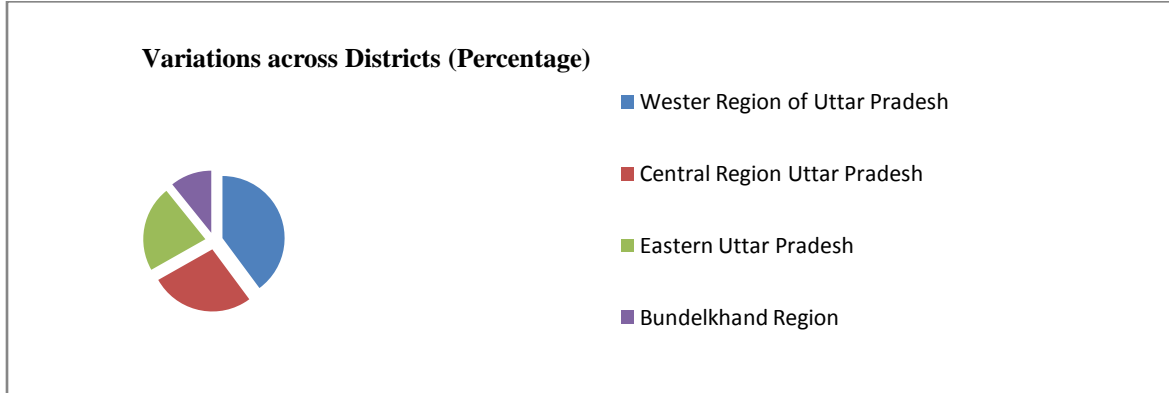 Variations across Districts (Percentage)
Wester Region of Uttar Pradesh
Central Region Uttar Pradesh
Eastern Uttar Pradesh
Bundelkhand Region